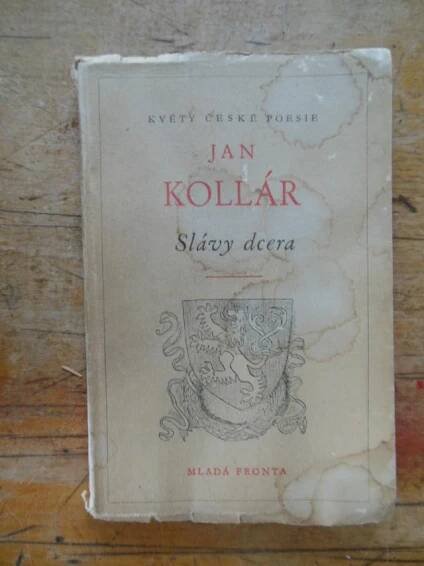 KVĚTY ČESKÉ POESIE
JAN
KOLLÁR
Slávy dcera
MLADÁ FRONTA